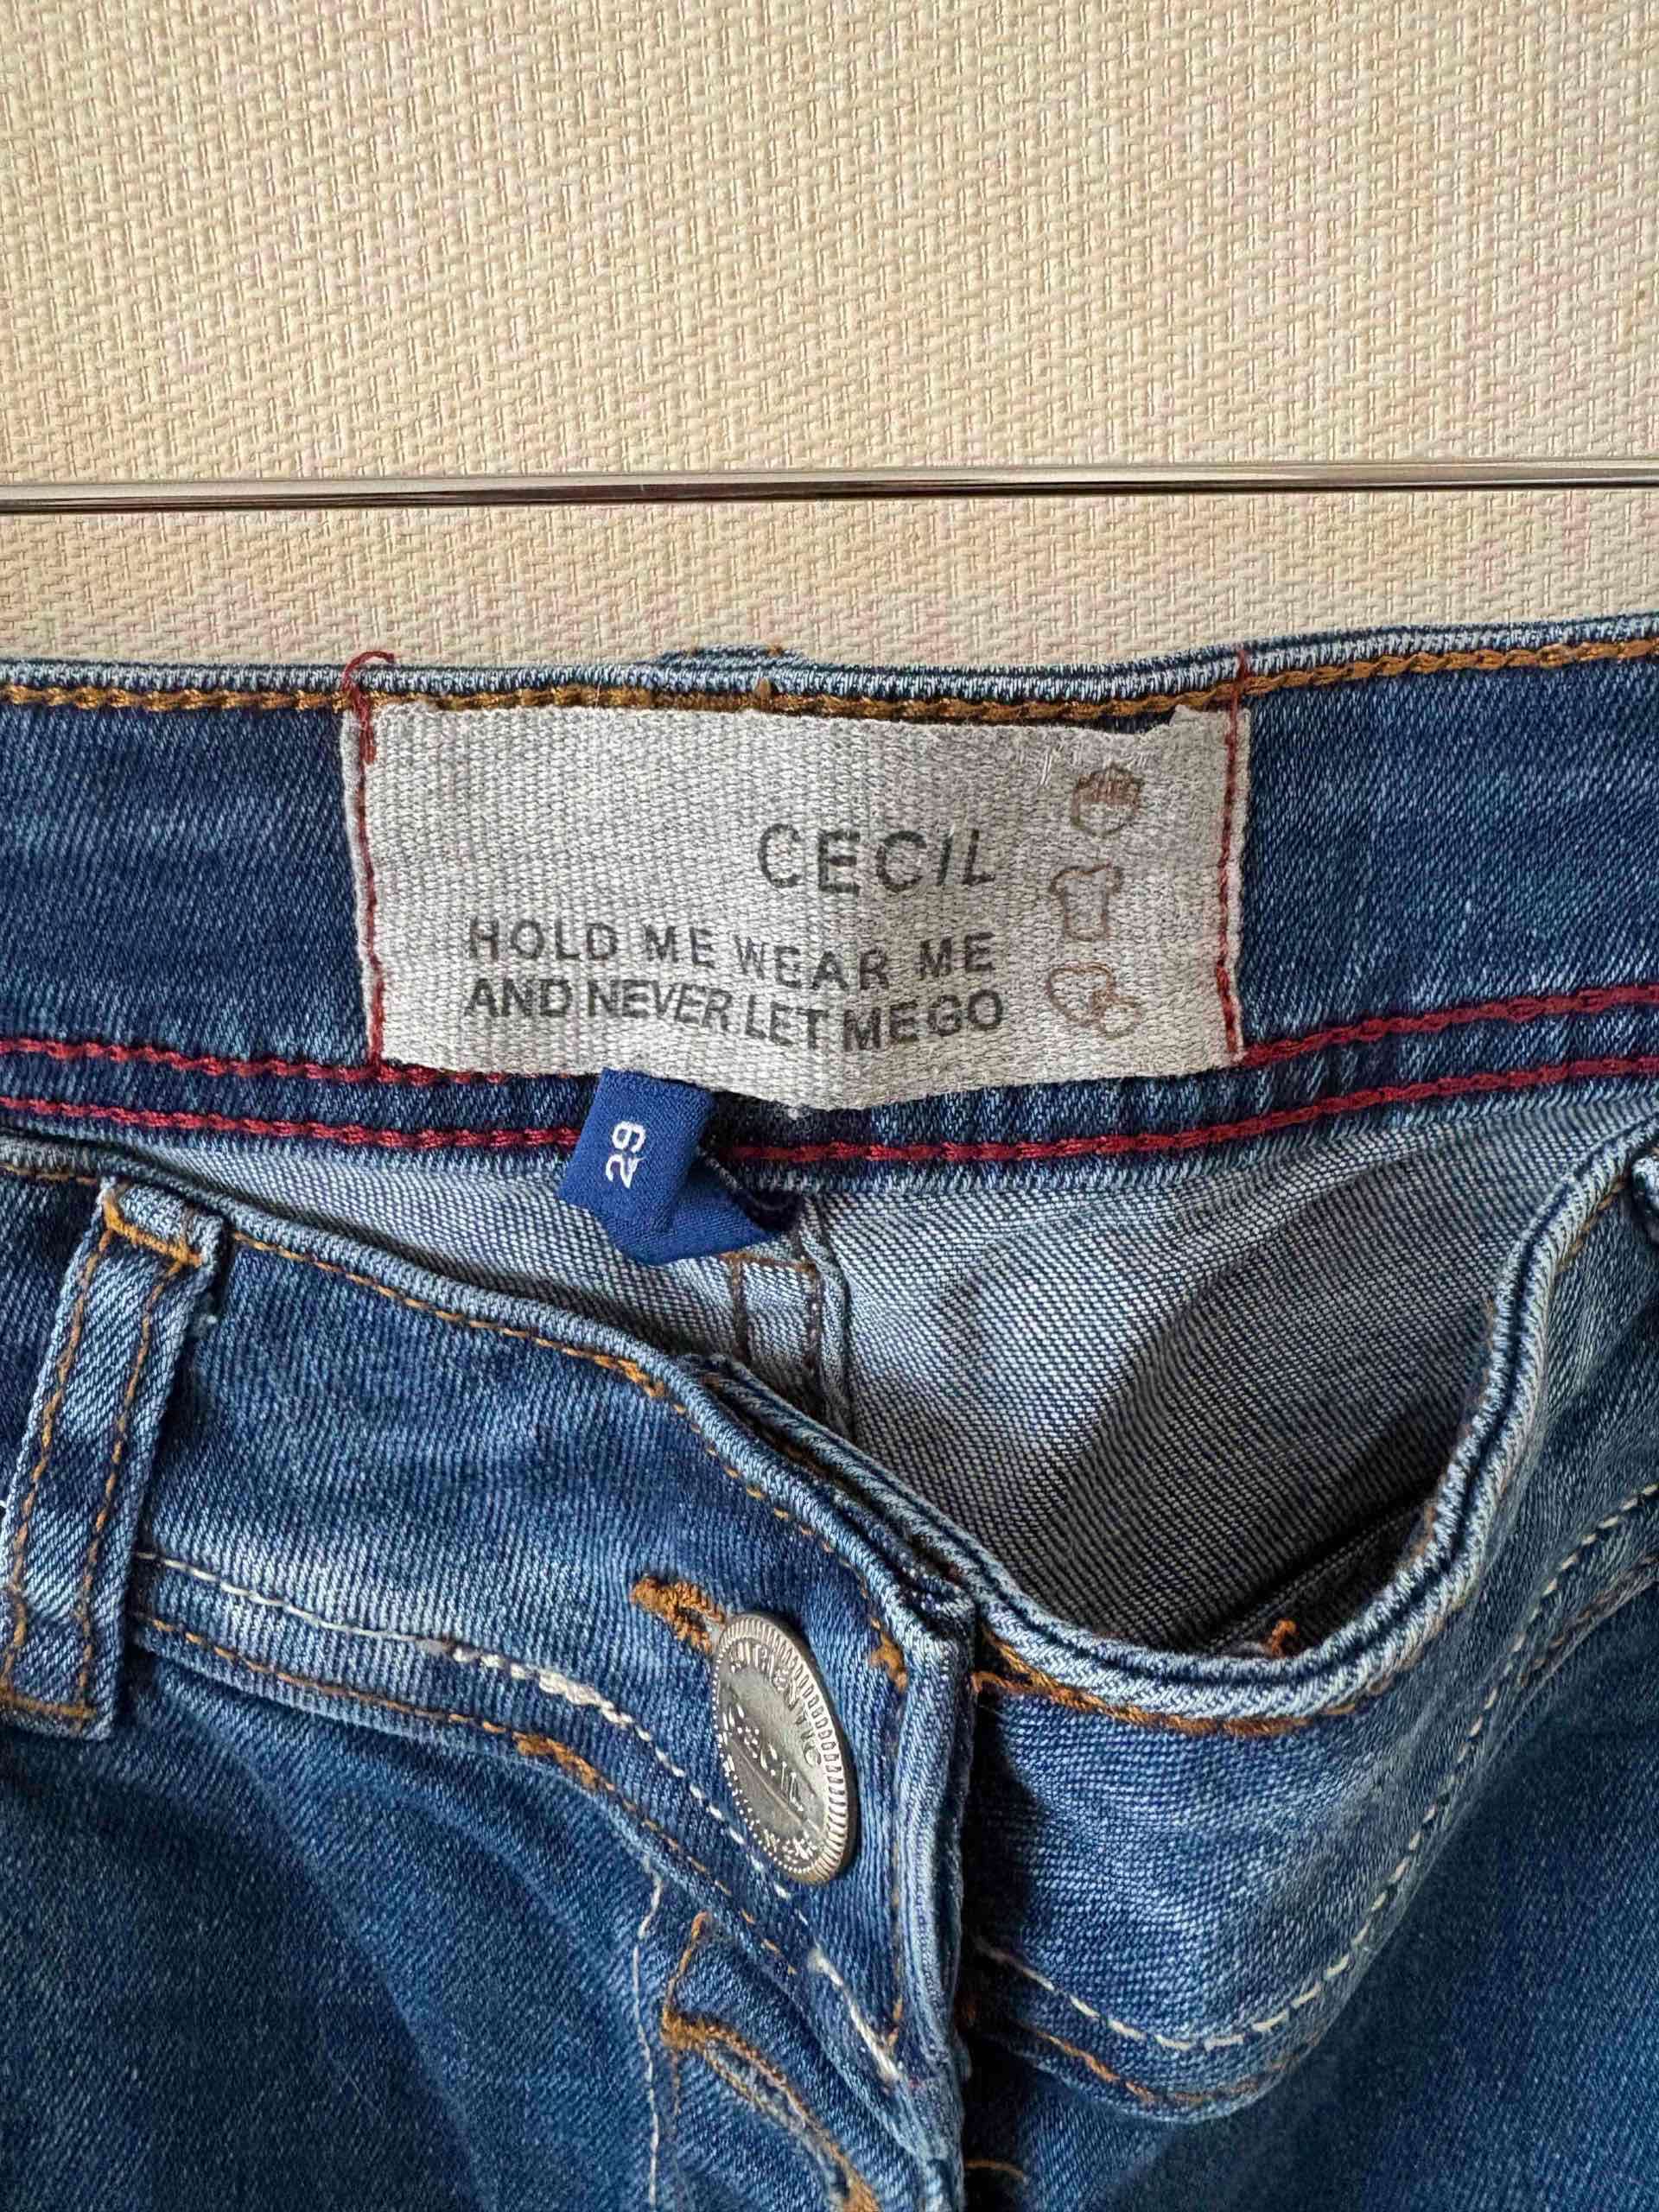 CECIL
HOLD ME WEAR ME
AND NEVER LET ME GO
29